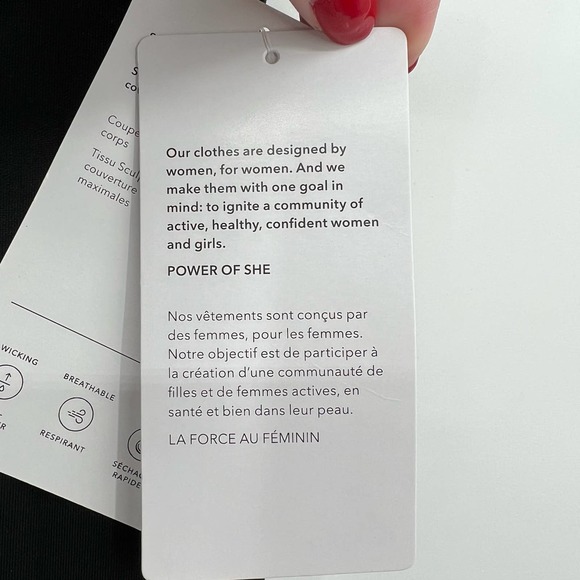 Our clothes are designed by
women, for women. And we
make them with one goal in
mind: to ignite a community of
active, healthy, confident women
and girls.
POWER OF SHE
Nos vêtements sont conçus par
des femmes, pour les femmes.
Notre objectif est de participer à
la création d'une communauté de
filles et de femmes actives, en
santé et bien dans leur peau.
LA FORCE AU FÉMININ
Coupe
corps
Tissu Scul
couverture
maximales
WICKING
BREATHABLE
RESPIRANT
SÉCHA
RAPIDE